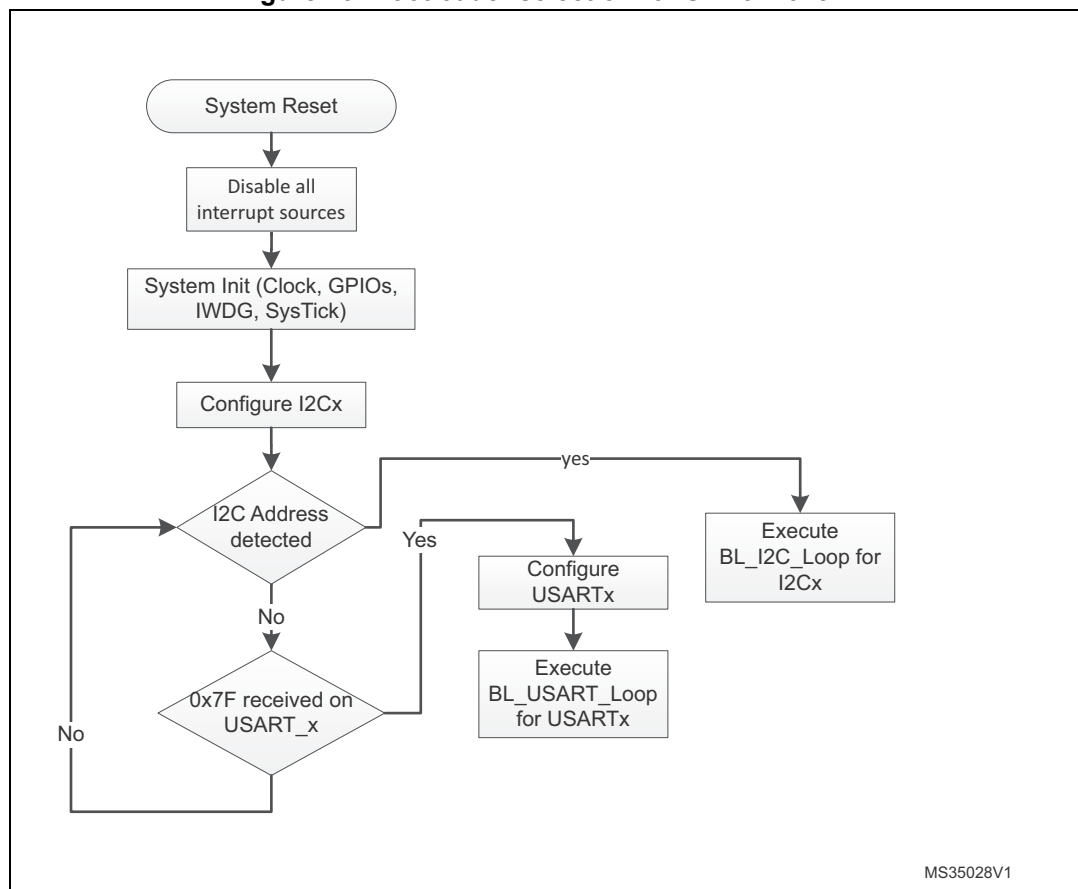 System Reset
Disable all
interrupt sources
System Init (Clock, GPIOs,
IWDG, SysTick)
Configure I2Cx
yes
I2C Address
detected
Yes
Execute
BL_I2C_Loop for
I2Cx
Configure
USARTx
No
Execute
BL_USART_Loop
for USARTx
0x7F received on
USART_x
No
MS35028V1